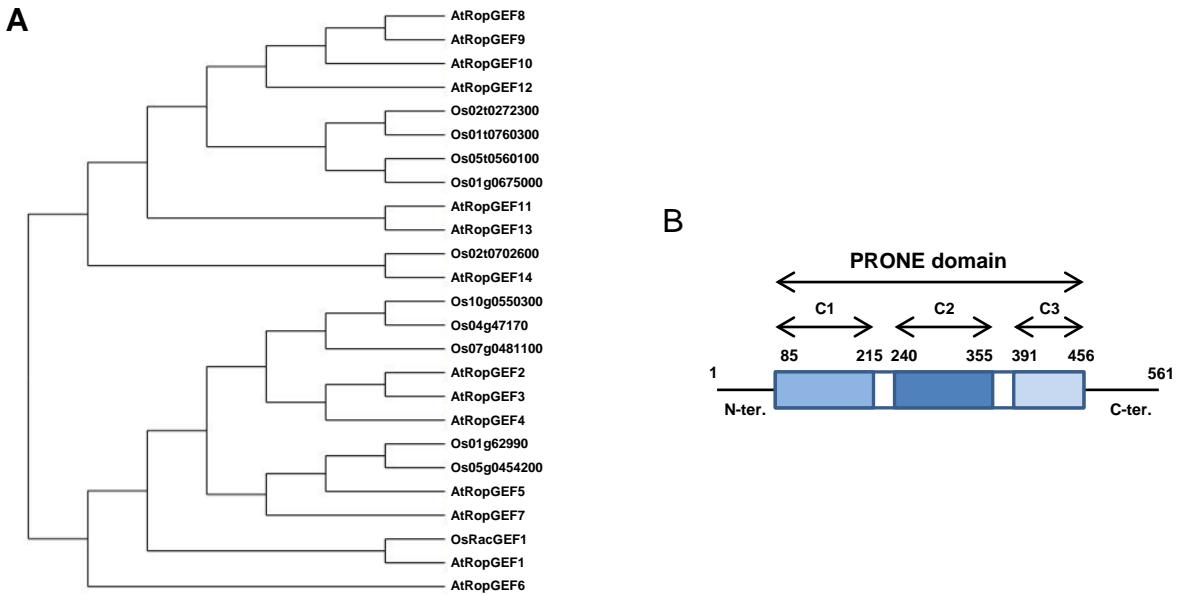 A
AtRopGEF8
AtRopGEF9
AtRopGEF10
AtRopGEF12
Os02t0272300
Os01t0760300
Os05t0560100
Os01g0675000
AtRopGEF11
AtRopGEF13
Os02t0702600
AtRopGEF14
Os10g0550300
Os04g47170
Os07g0481100
AtRopGEF2
AtRopGEF3
AtRopGEF4
Os01g62990
Os05g0454200
AtRopGEF5
AtRopGEF7
OsRacGEF1
AtRopGEF1
AtRopGEF6
B
PRONE domain
C1 C2 C3
85 215 240 355 391 456
1 561
N-ter. C-ter.